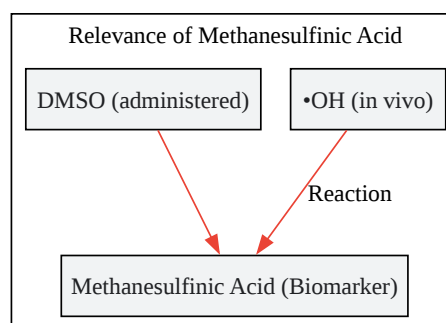 Relevance of Methanesulfinic Acid
DMSO (administered)
•OH (in vivo)
Reaction
Methanesulfinic Acid (Biomarker)